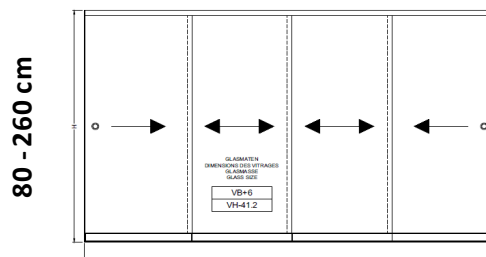 80 - 260 cm
GLASMATEN
DIMENSIONS DES VITRAGES
GLASMASSE
GLASS SIZE
VB+6
VH-41.2